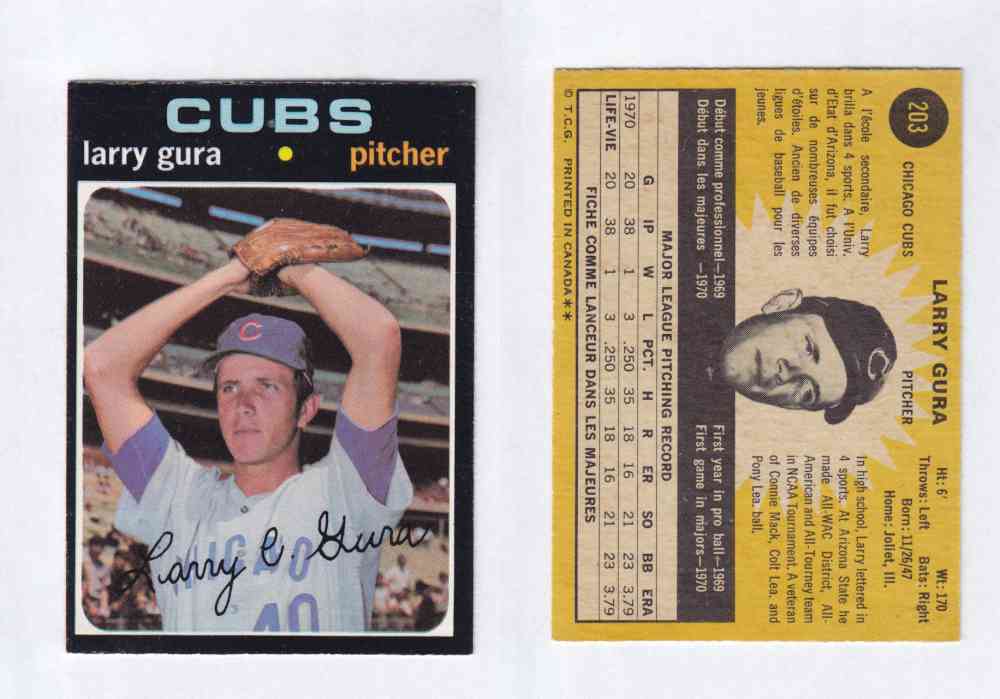 CUBS
larry gura pitcher
C
CHICAGO
40
Larry C. Gura
203
LARRY GURA
CHICAGO CUBS PITCHER
Ht: 6' Wt: 170
Born: 11/26/47
Throws: Left Bats: Right
Home: Joliet, Ill.
A l'école secondaire, Larry
brilla dans 4 sports. A l'Univ.
d'Etat d'Arizona, il fut choisi
sur de nombreuses équipes
d'étoiles. Ancien de diverses
ligues de baseball pour les
jeunes.
C
In high school, Larry lettered in
4 sports. At Arizona State he
made All-WAC District, All-
American and All-Tourney team
in NCAA Tournament. A veteran
of Connie Mack, Colt Lea. and
Pony Lea. ball.
Début comme professionnel—1969 First year in pro ball—1969
Début dans les majeures —1970 First game in majors—1970
MAJOR LEAGUE PITCHING RECORD
G IP W L PCT. H R ER SO BB ERA
1970 20 38 1 3 .250 35 18 16 21 23 3.79
LIFE-VIE 20 38 1 3 .250 35 18 16 21 23 3.79
FICHE COMME LANCEUR DANS LES MAJEURES
© T.C.G. PRINTED IN CANADA**